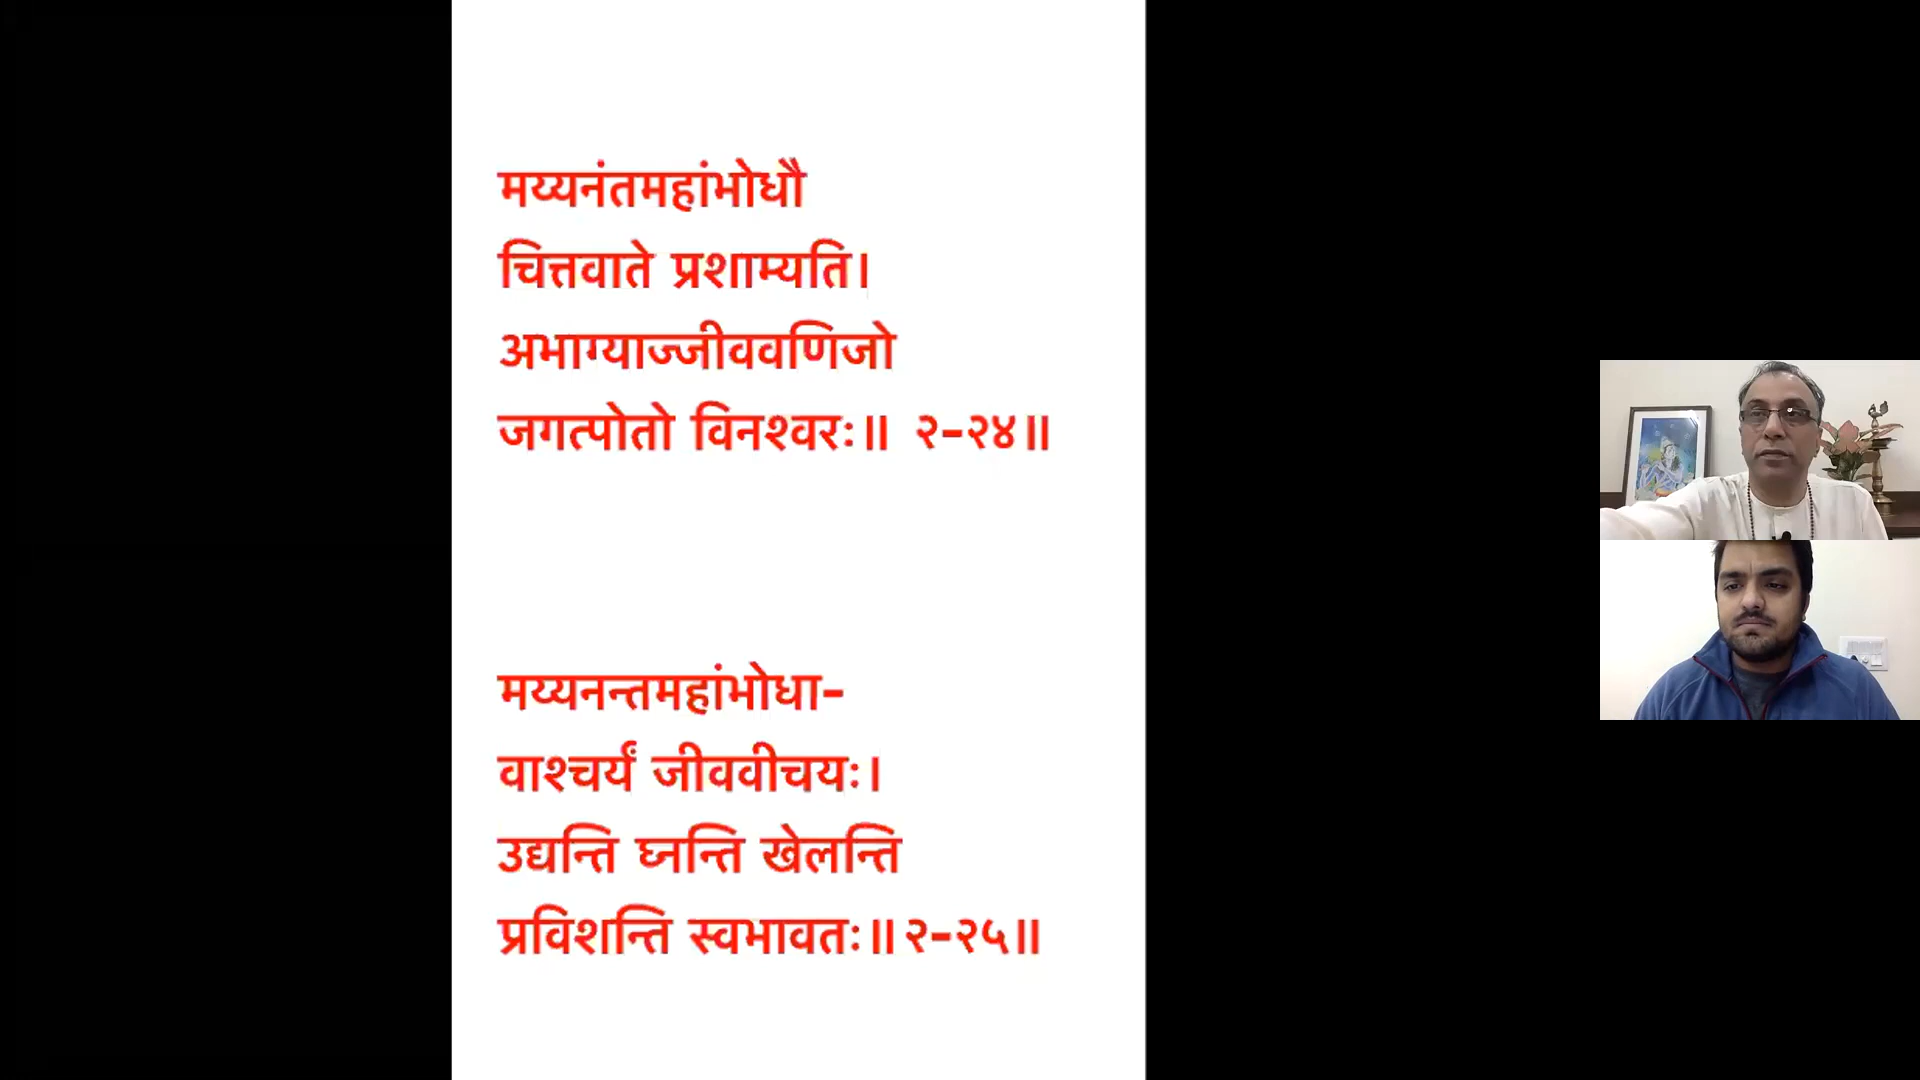 मय्यनंतमहांभोधौ
चित्तवाते प्रशाम्यति।
अभाग्याज्जीववणिजो
जगत्पोतो विनश्वरः॥ २-२४॥
मय्यनन्तमहांभोधा-
वाश्चर्यं जीववीचयः।
उद्यन्ति घ्नन्ति खेलन्ति
प्रविशन्ति स्वभावतः॥२-२५॥